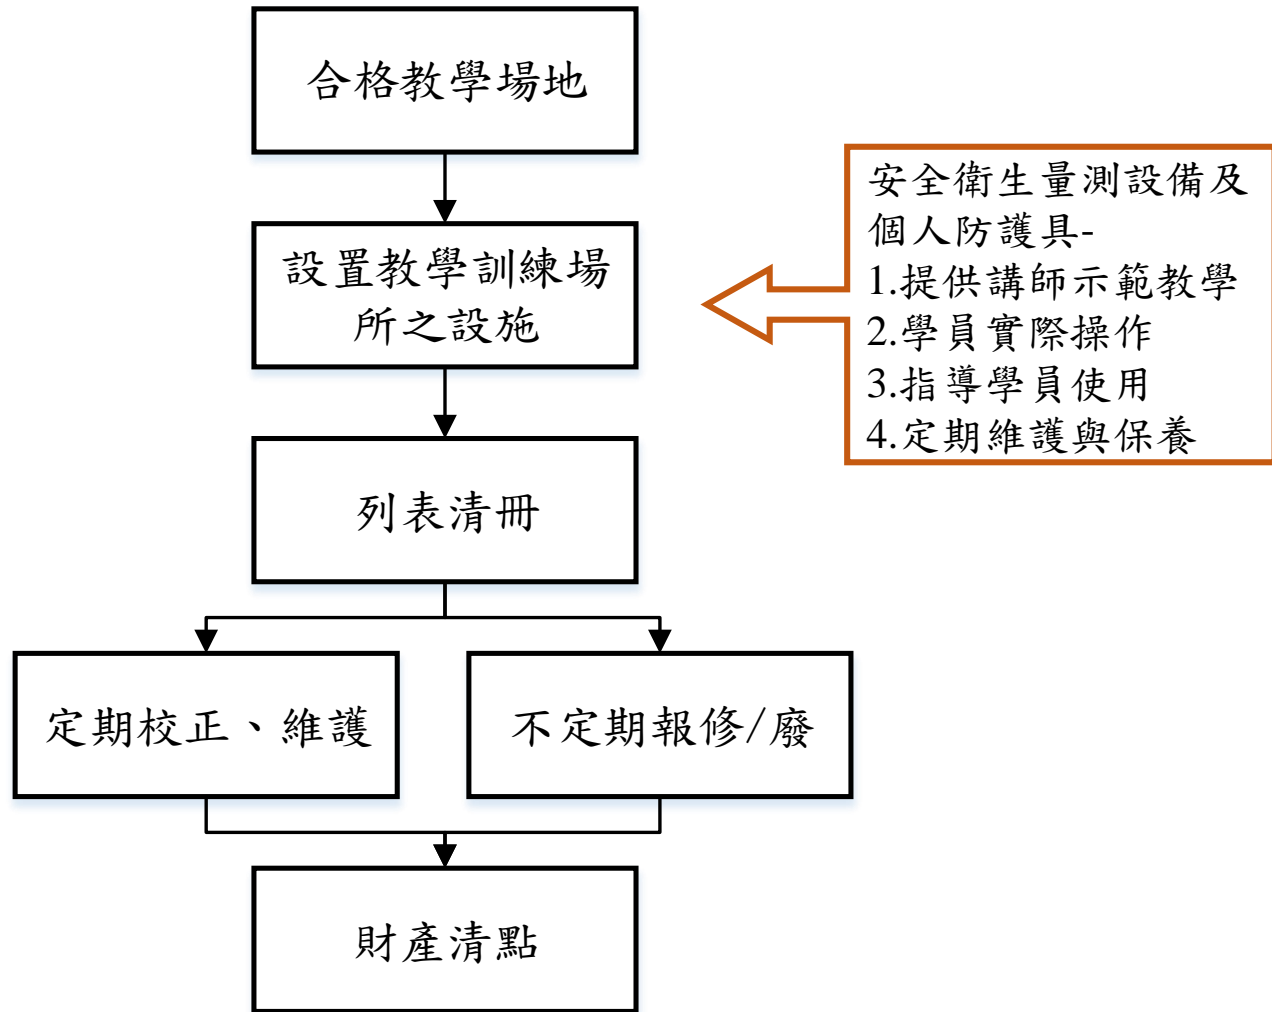 合格教學場地
設置教學訓練場
所之設施
安全衛生量測設備及
個人防護具-
1.提供講師示範教學
2.學員實際操作
3.指導學員使用
4.定期維護與保養
列表清冊
定期校正、維護
不定期報修/廢
財產清點